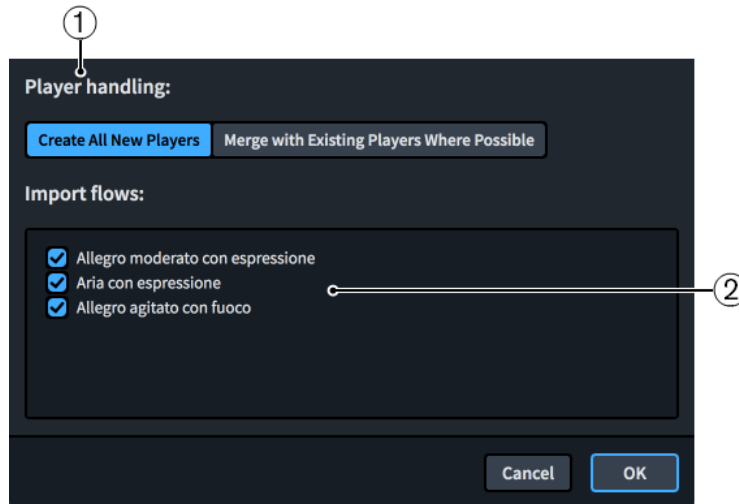 1
Player handling:
Create All New Players Merge with Existing Players Where Possible
Import flows:
Allegro moderato con espressione
Aria con espressione
2
Allegro agitato con fuoco
Cancel OK